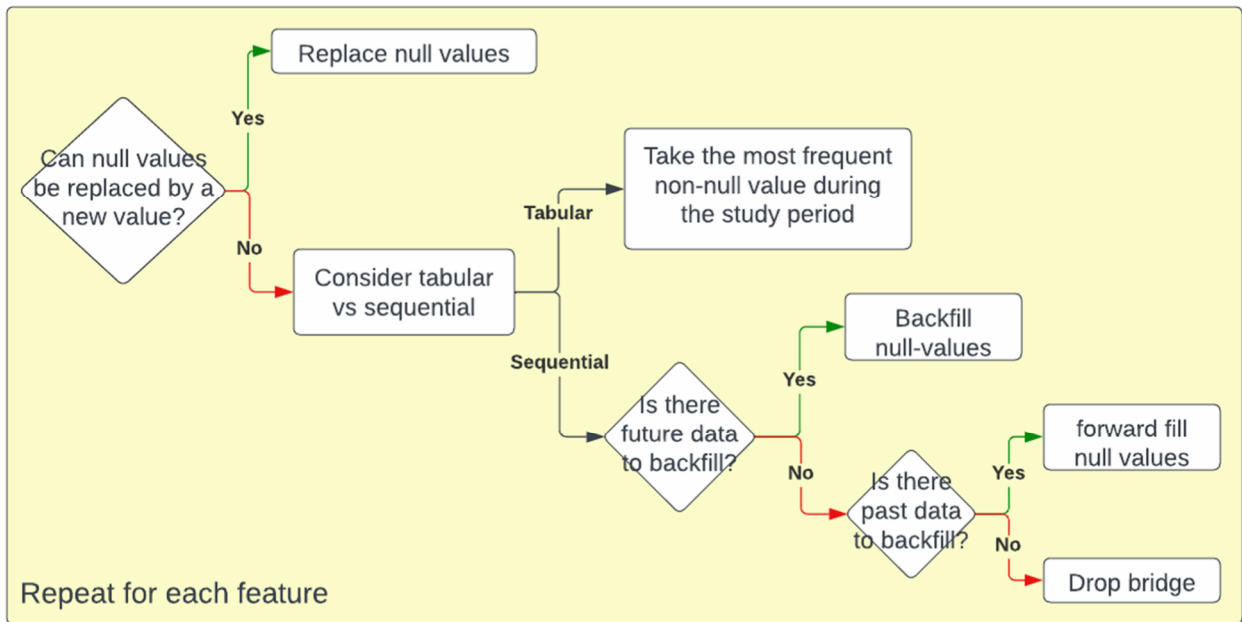 Replace null values
Yes
Can null values
be replaced by a
new value?
No
Consider tabular
vs sequential
Tabular
Take the most frequent
non-null value during
the study period
Sequential
Is there
future data
to backfill?
Yes
Backfill
null-values
No
Is there
past data
to backfill?
Yes
forward fill
null values
No
Drop bridge
Repeat for each feature